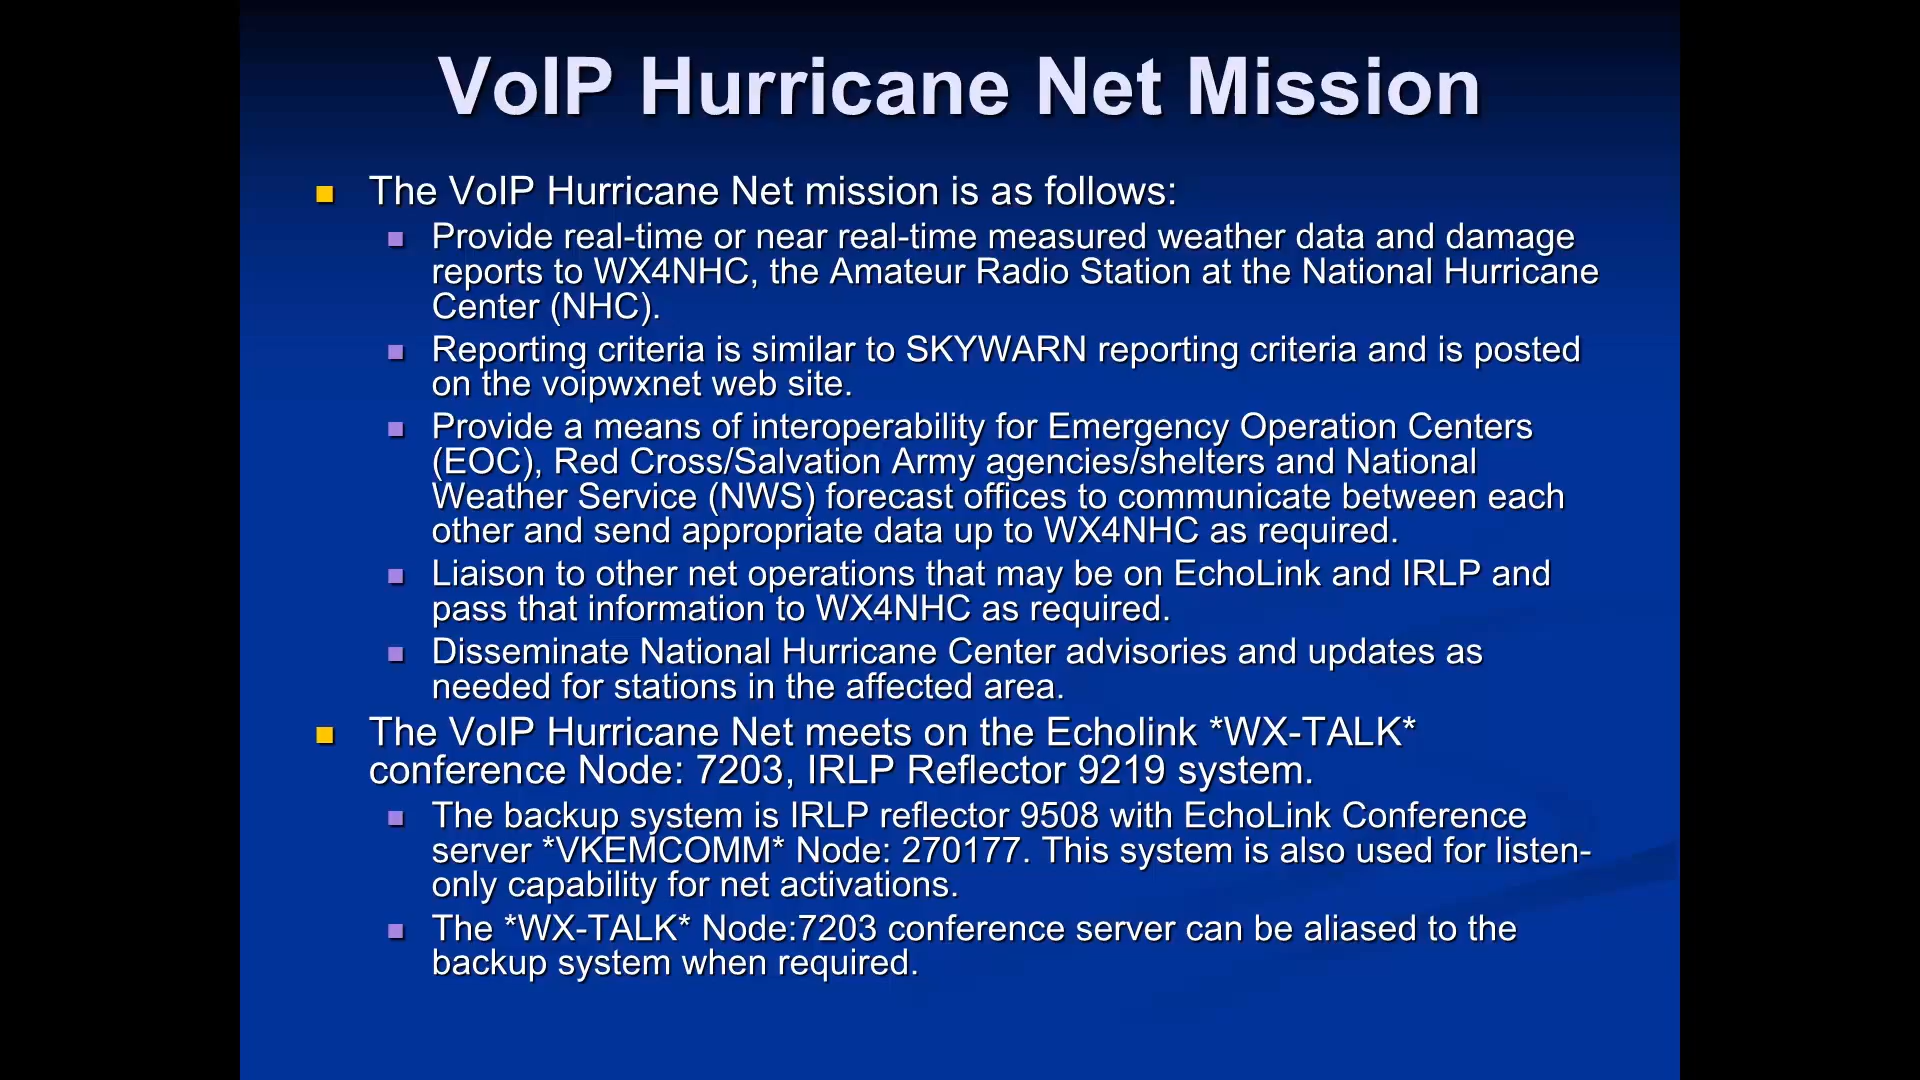 VoIP Hurricane Net Mission
The VoIP Hurricane Net mission is as follows:
Provide real-time or near real-time measured weather data and damage
reports to WX4NHC, the Amateur Radio Station at the National Hurricane
Center (NHC).
Reporting criteria is similar to SKYWARN reporting criteria and is posted
on the voipwxnet web site.
Provide a means of interoperability for Emergency Operation Centers
(EOC), Red Cross/Salvation Army agencies/shelters and National
Weather Service (NWS) forecast offices to communicate between each
other and send appropriate data up to WX4NHC as required.
Liaison to other net operations that may be on EchoLink and IRLP and
pass that information to WX4NHC as required.
Disseminate National Hurricane Center advisories and updates as
needed for stations in the affected area.
The VoIP Hurricane Net meets on the Echolink *WX-TALK*
conference Node: 7203, IRLP Reflector 9219 system.
The backup system is IRLP reflector 9508 with EchoLink Conference
server *VKEMCOMM* Node: 270177. This system is also used for listen-
only capability for net activations.
The *WX-TALK* Node:7203 conference server can be aliased to the
backup system when required.